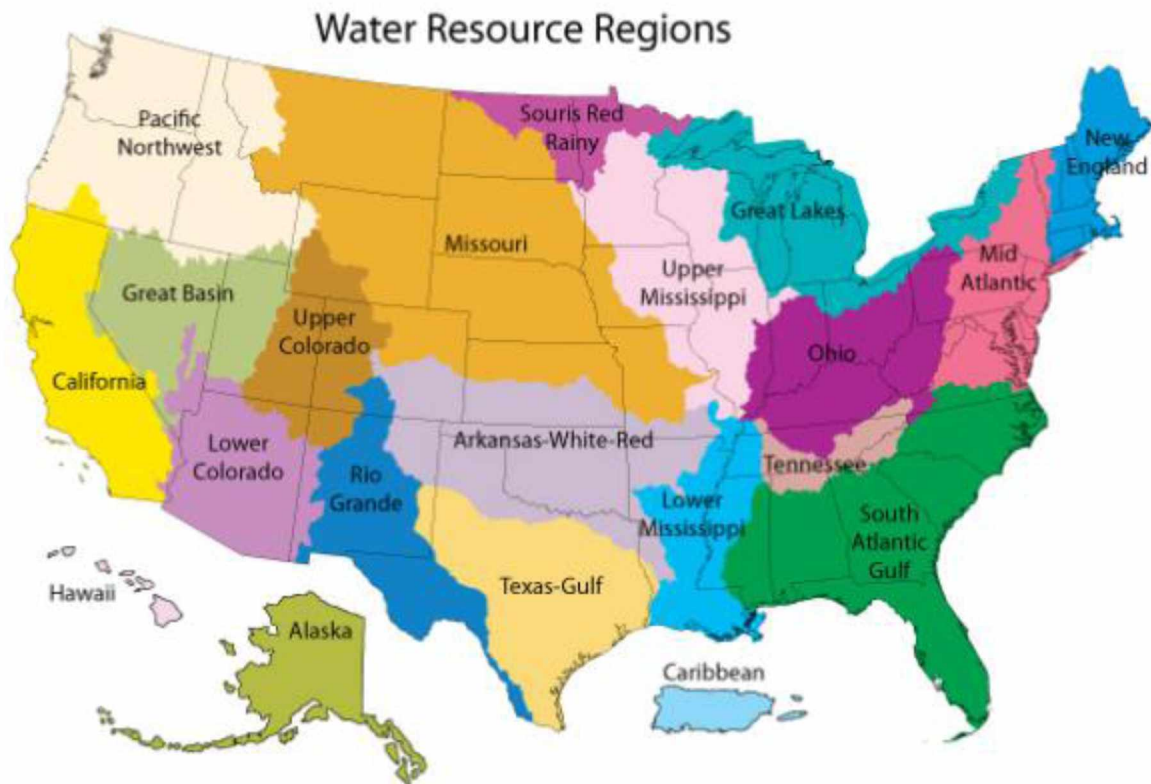 Water Resource Regions
Pacific
Northwest
Souris Red
Rainy
New
England
Great Lakes
Missouri
Mid
Atlantic
Upper
Mississippi
Great Basin
Upper
Colorado
Ohio
California
Arkansas-White-Red
Lower
Colorado
Tennessee
Rio
Grande
Lower
Mississippi
South
Atlantic
Gulf
Texas-Gulf
Hawaii
Alaska
Caribbean